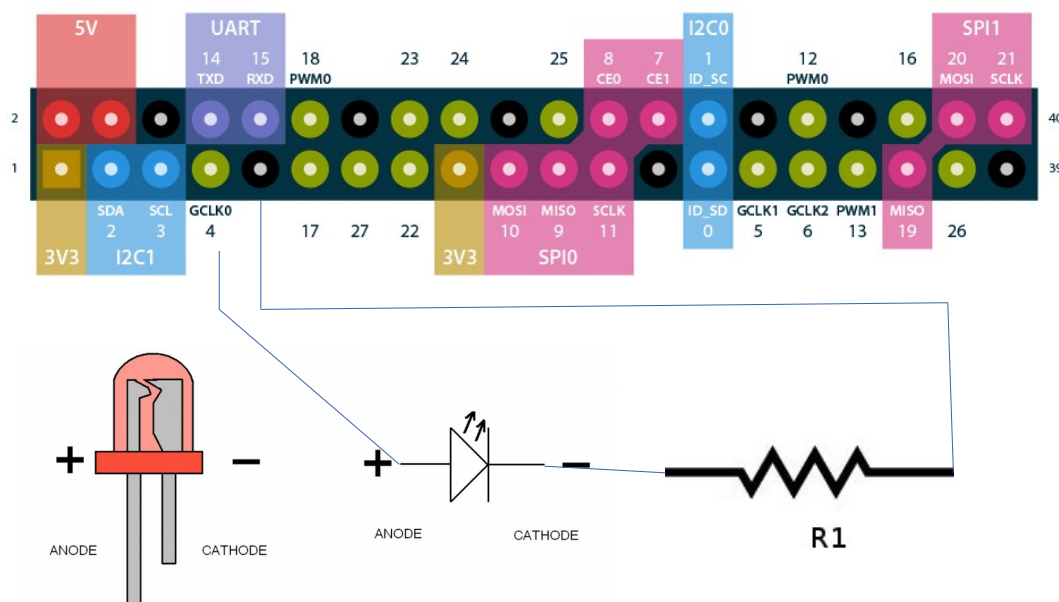 5V UART I2C0 SPI1
14 15 18 23 24 25 8 7 1 12 16 20 21
TXD RXD PWM0 CE0 CE1 ID_SC PWM0 MOSI SCLK
2 40
1 39
SDA SCL GCLK0 MOSI MISO SCLK ID_SD GCLK1 GCLK2 PWM1 MISO
2 3 4 17 27 22 10 9 11 0 5 6 13 19 26
3V3 I2C1 3V3 SPI0
+ − + −
ANODE CATHODE
ANODE CATHODE
R1